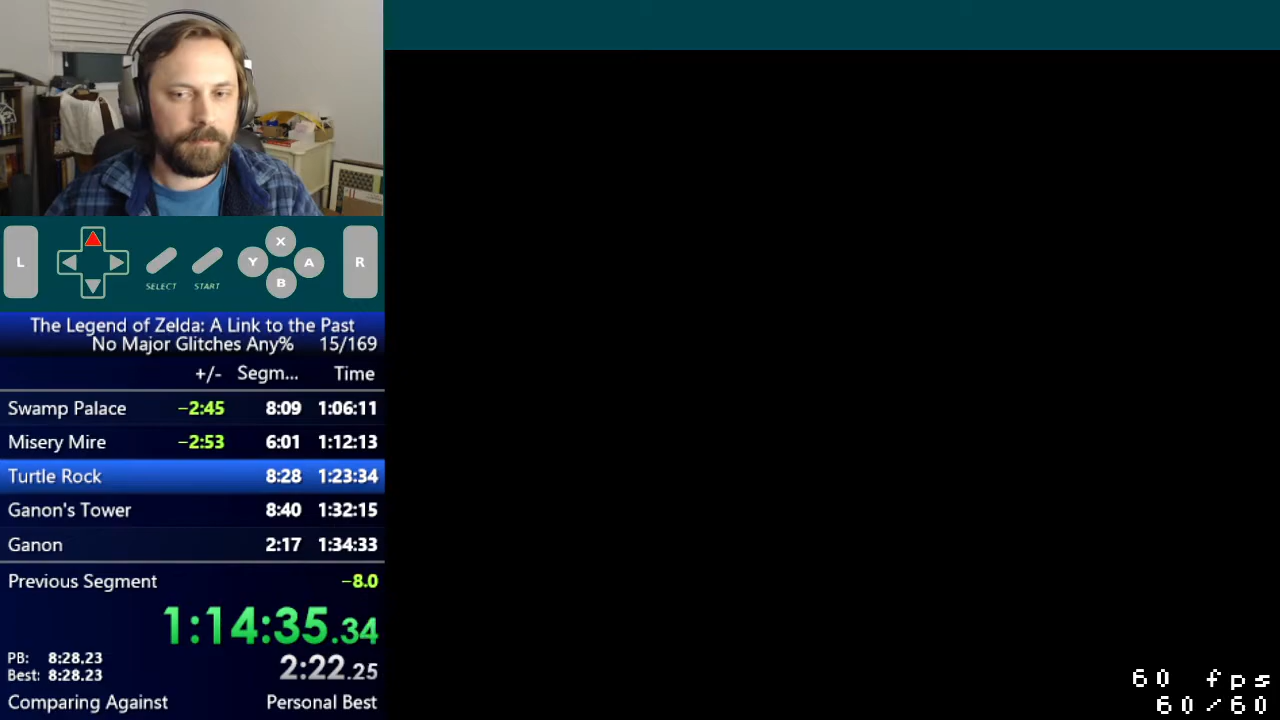 L
SELECT
START
X
Y
A
B
R
The Legend of Zelda: A Link to the Past
No Major Glitches Any% 15/169
+/- Segm... Time
Swamp Palace −2:45 8:09 1:06:11
Misery Mire −2:53 6:01 1:12:13
Turtle Rock 8:28 1:23:34
Ganon's Tower 8:40 1:32:15
Ganon 2:17 1:34:33
Previous Segment −8.0
1:14:35.34
PB: 8:28.23
Best: 8:28.23
2:22.25
Comparing Against Personal Best
60 fps
60/60